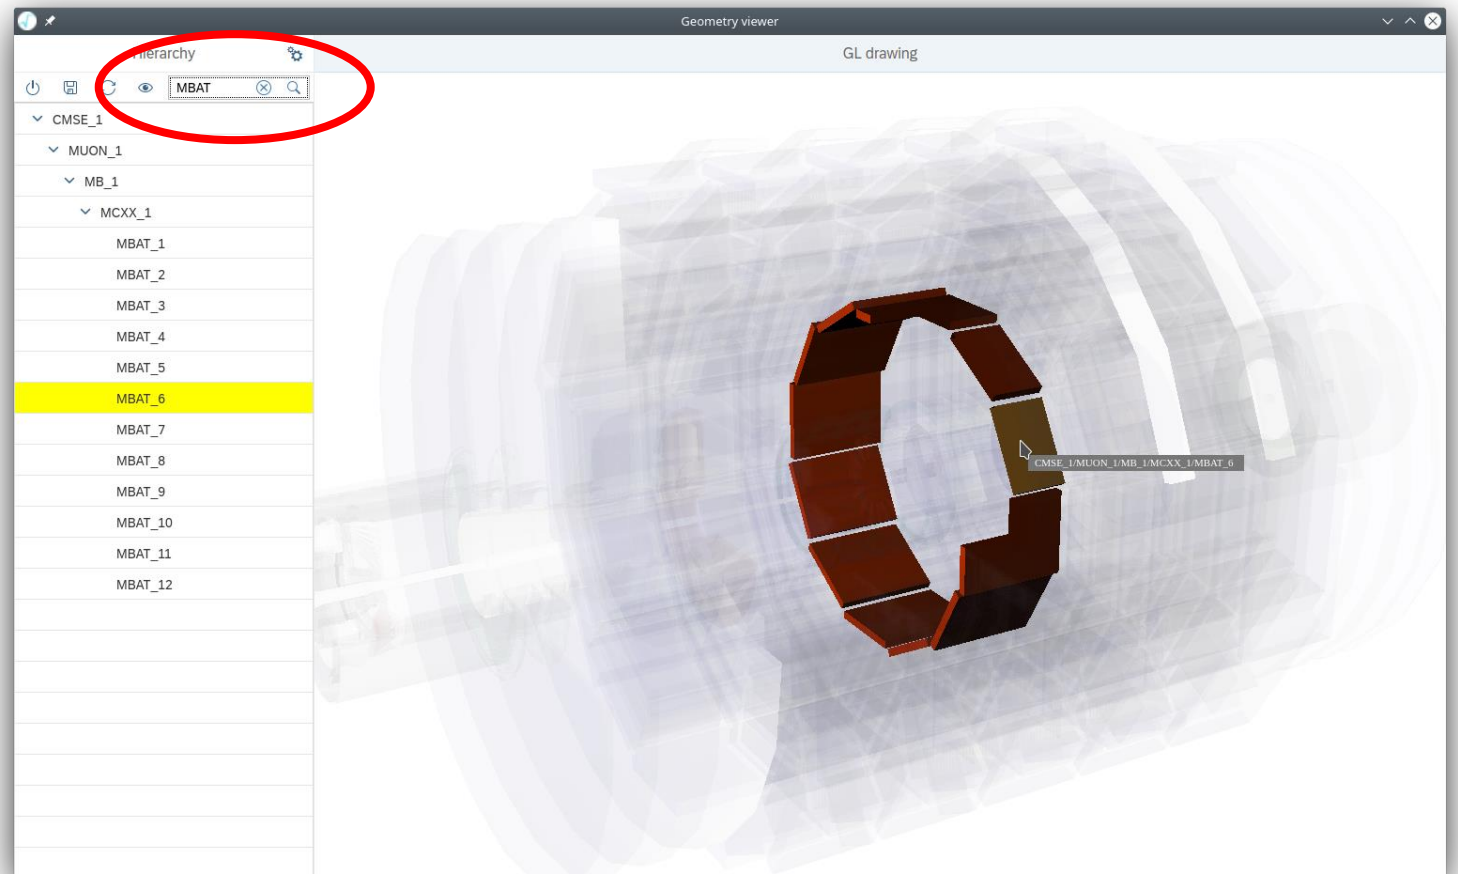 Geometry viewer
Hierarchy
GL drawing
MBAT
CMSE_1
MUON_1
MB_1
MCXX_1
MBAT_1
MBAT_2
MBAT_3
MBAT_4
MBAT_5
MBAT_6
MBAT_7
MBAT_8
MBAT_9
MBAT_10
MBAT_11
MBAT_12
CMSE_1/MUON_1/MB_1/MCXX_1/MBAT_6